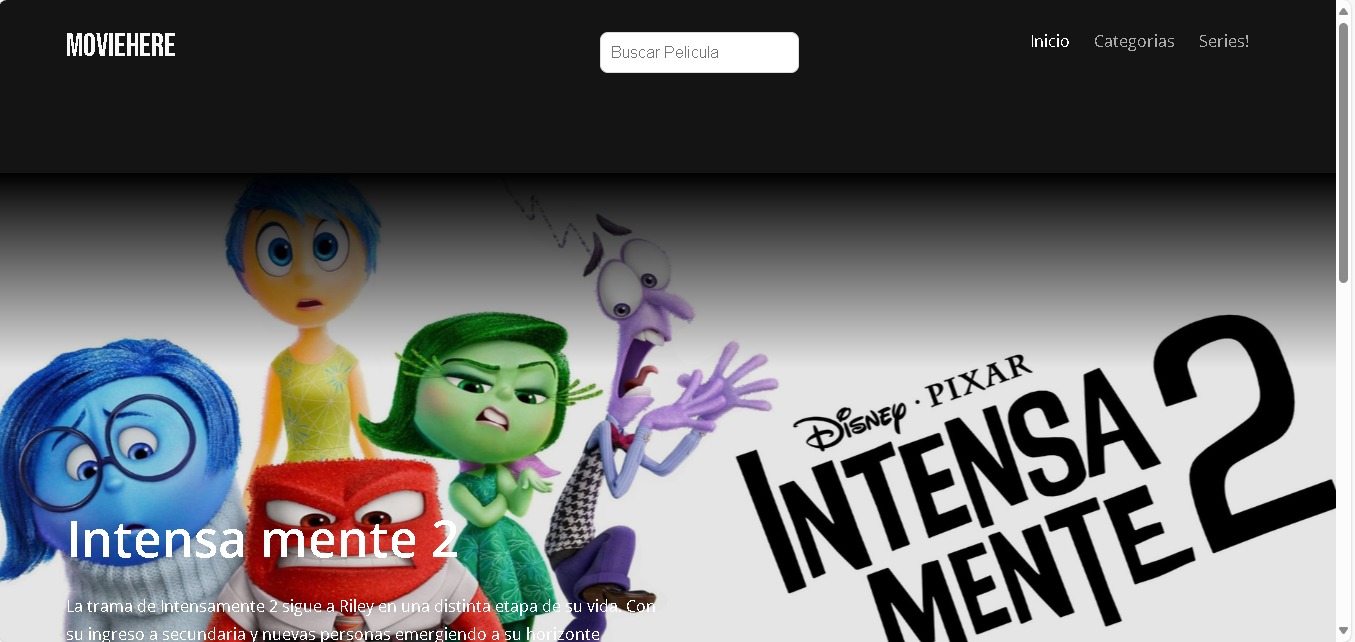 MOVIEHERE
Buscar Pelicula
Inicio Categorias Series!
DISNEY · PIXAR
INTENSA
MENTE 2
Intensa mente 2
La trama de Intensamente 2 sigue a Riley en una distinta etapa de su vida. Con
su ingreso a secundaria y nuevas personas emergiendo a su horizonte